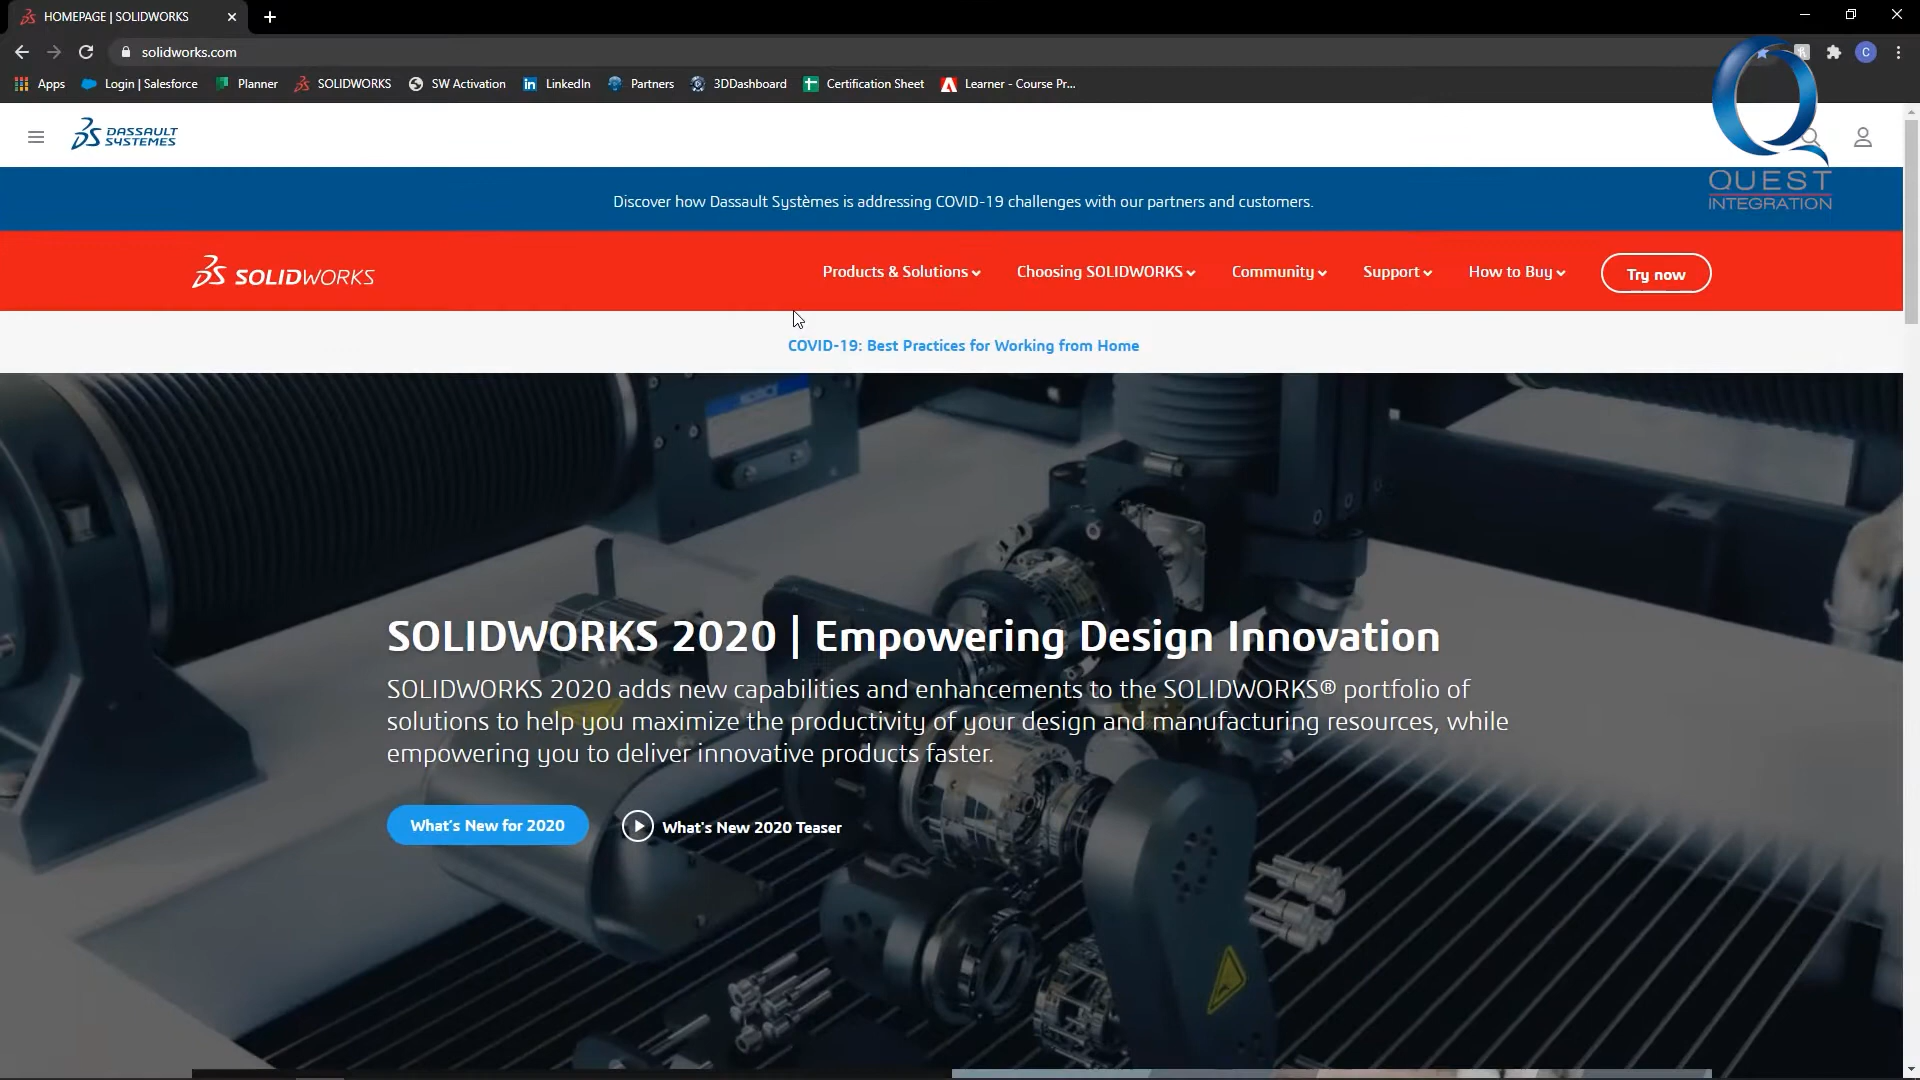 HOMEPAGE | SOLIDWORKS
solidworks.com
C
Apps
Login | Salesforce
Planner
SOLIDWORKS
SW Activation
LinkedIn
Partners
3DDashboard
Certification Sheet
Learner - Course Pr...
DASSAULT
SYSTEMES
QUEST
INTEGRATION
Discover how Dassault Systèmes is addressing COVID-19 challenges with our partners and customers.
SOLIDWORKS
Products & Solutions
Choosing SOLIDWORKS
Community
Support
How to Buy
Try now
COVID-19: Best Practices for Working from Home
SOLIDWORKS 2020 | Empowering Design Innovation
SOLIDWORKS 2020 adds new capabilities and enhancements to the SOLIDWORKS® portfolio of
solutions to help you maximize the productivity of your design and manufacturing resources, while
empowering you to deliver innovative products faster.
What's New for 2020
What's New 2020 Teaser